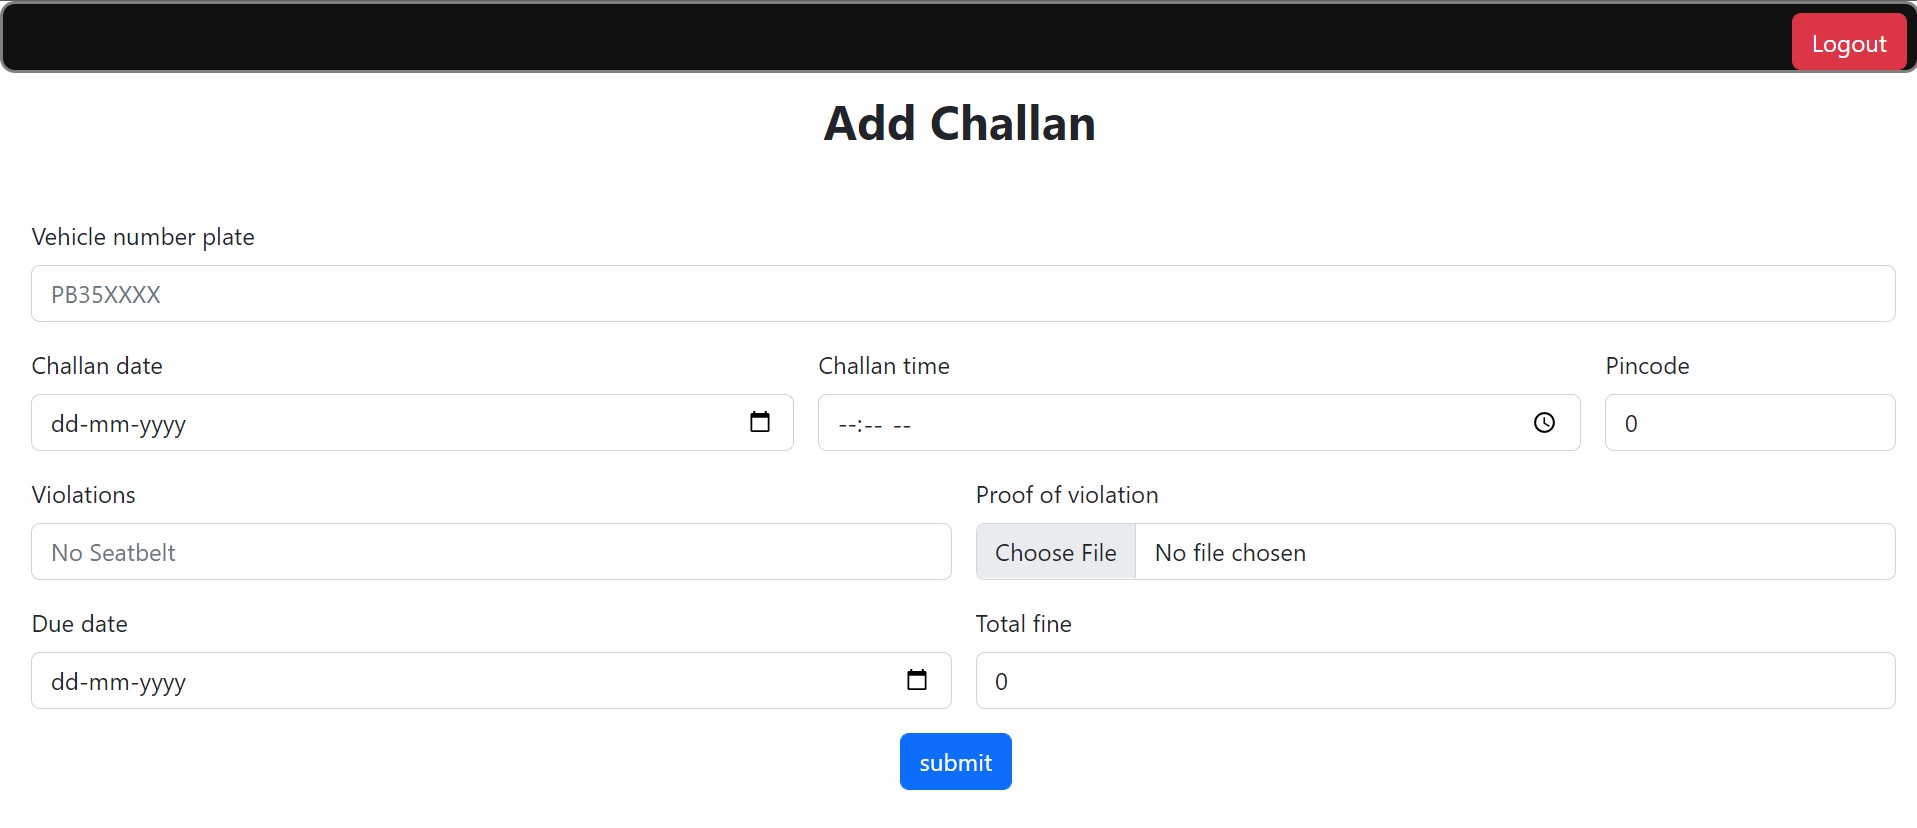 Logout
Add Challan
Vehicle number plate
PB35XXXX
Challan date Challan time Pincode
dd-mm-yyyy --:-- -- 0
Violations Proof of violation
No Seatbelt Choose File No file chosen
Due date Total fine
dd-mm-yyyy 0
submit